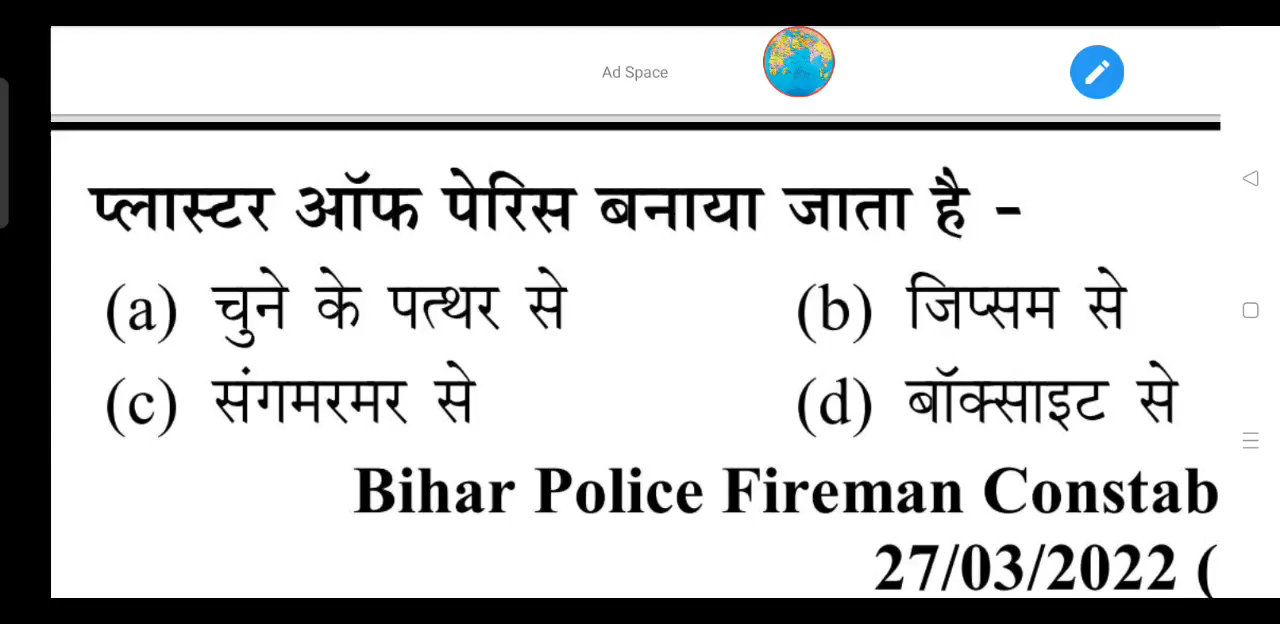 Ad Space
प्लास्टर ऑफ पेरिस बनाया जाता है -
(a) चुने के पत्थर से (b) जिप्सम से
(c) संगमरमर से (d) बॉक्साइट से
Bihar Police Fireman Constab
27/03/2022 (